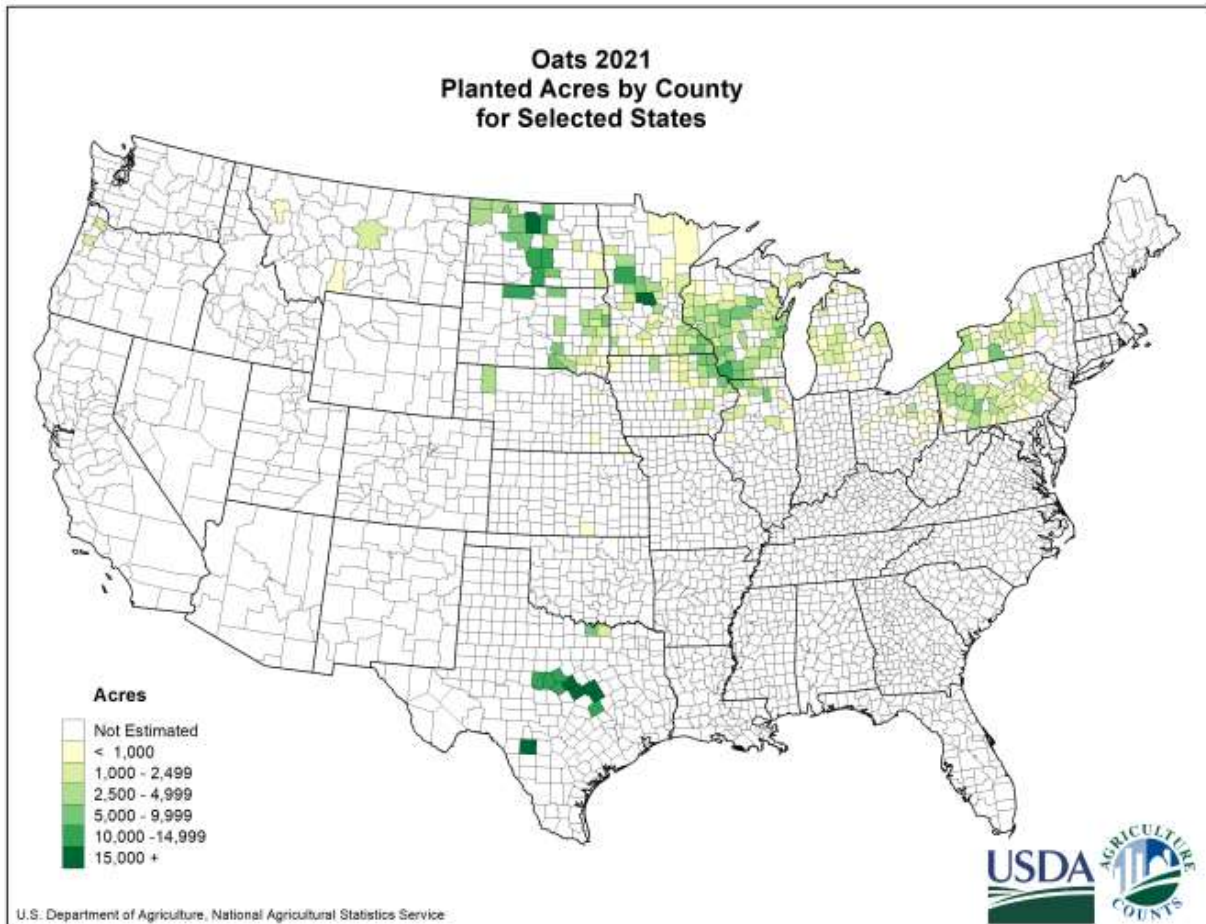 Oats 2021
Planted Acres by County
for Selected States
Acres
Not Estimated
< 1,000
1,000 - 2,499
2,500 - 4,999
5,000 - 9,999
10,000 -14,999
15,000 +
USDA
AGRICULTURE
COUNTS
U.S. Department of Agriculture, National Agricultural Statistics Service